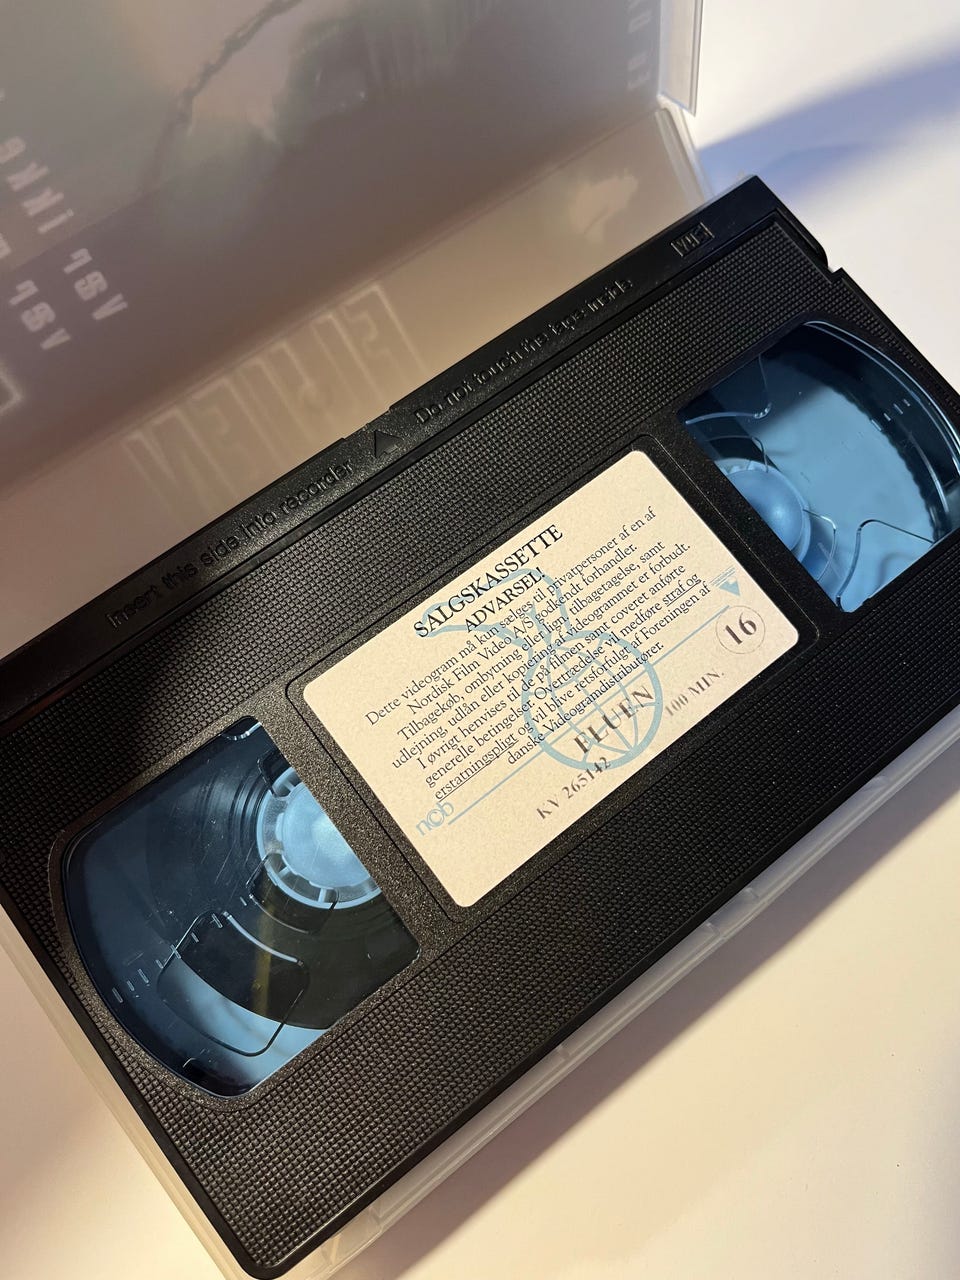 VHS
Do not touch the tape inside
Insert this side into recorder
SALGSKASSETTE
ADVARSEL!
Dette videogram må kun sælges til privatpersoner af en af
Nordisk Film Video A/S godkendt forhandler.
Tilbagekøb, ombytning eller lign. tilbagetagelse, samt
udlejning, udlån eller kopiering af videogrammet er forbudt.
I øvrigt henvises til de på filmen samt coveret anførte
generelle betingelser. Overtrædelse vil medføre straf og
erstatningspligt og vil blive retsforfulgt af Foreningen af
danske Videogramdistributører.
ncb
16
FLUEN
KV 265142 100 MIN.